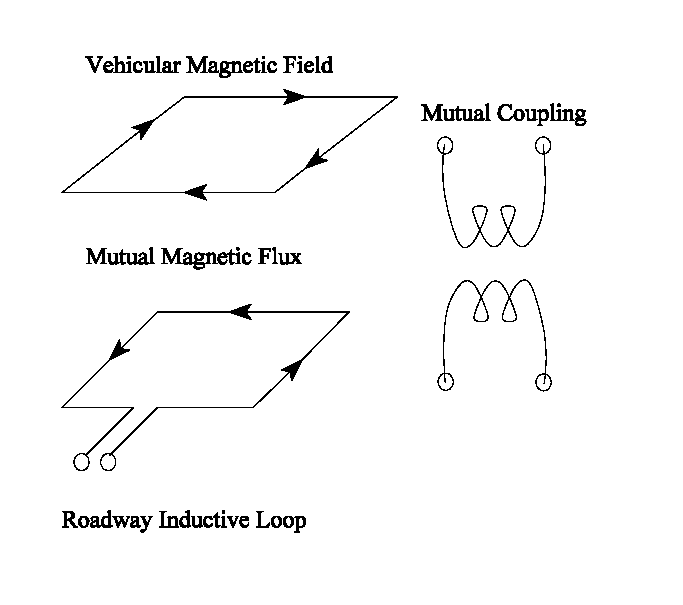 Vehicular Magnetic Field
Mutual Coupling
Mutual Magnetic Flux
Roadway Inductive Loop